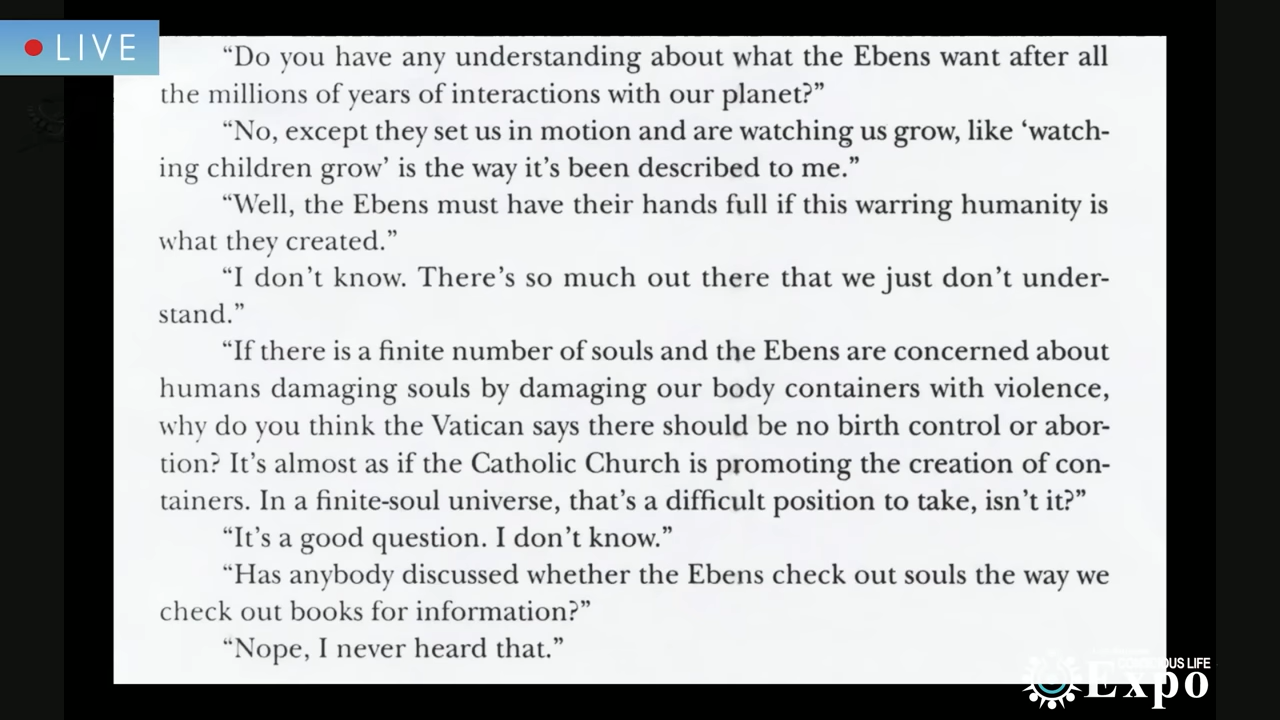 LIVE
“Do you have any understanding about what the Ebens want after all
the millions of years of interactions with our planet?”
“No, except they set us in motion and are watching us grow, like ‘watch-
ing children grow’ is the way it’s been described to me.”
“Well, the Ebens must have their hands full if this warring humanity is
what they created.”
“I don’t know. There’s so much out there that we just don’t under-
stand.”
“If there is a finite number of souls and the Ebens are concerned about
humans damaging souls by damaging our body containers with violence,
why do you think the Vatican says there should be no birth control or abor-
tion? It’s almost as if the Catholic Church is promoting the creation of con-
tainers. In a finite-soul universe, that’s a difficult position to take, isn’t it?”
“It’s a good question. I don’t know.”
“Has anybody discussed whether the Ebens check out souls the way we
check out books for information?”
“Nope, I never heard that.”
CONSCIOUS LIFE
Expo